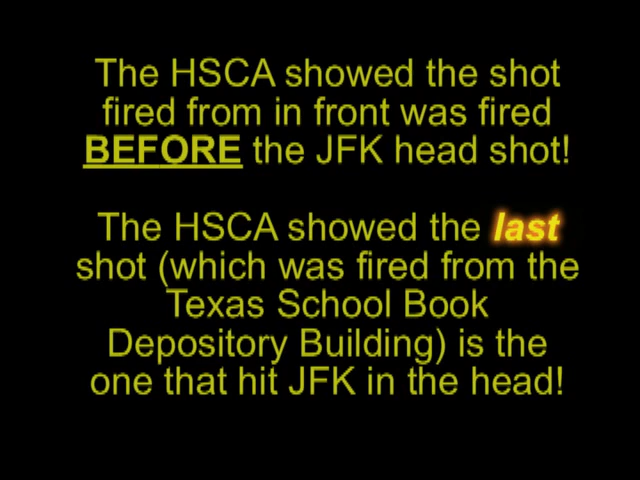 The HSCA showed the shot
fired from in front was fired
BEFORE the JFK head shot!
The HSCA showed the last
shot (which was fired from the
Texas School Book
Depository Building) is the
one that hit JFK in the head!